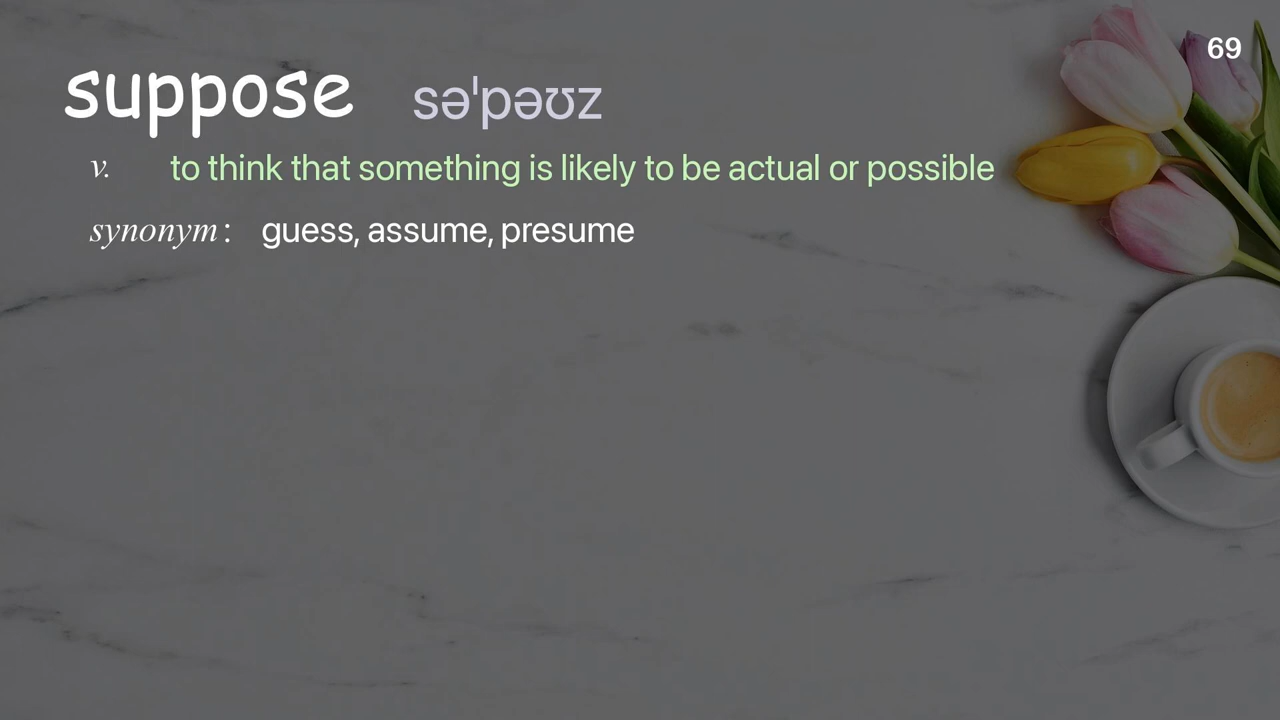 69
suppose səˈpəʊz
v. to think that something is likely to be actual or possible
synonym : guess, assume, presume